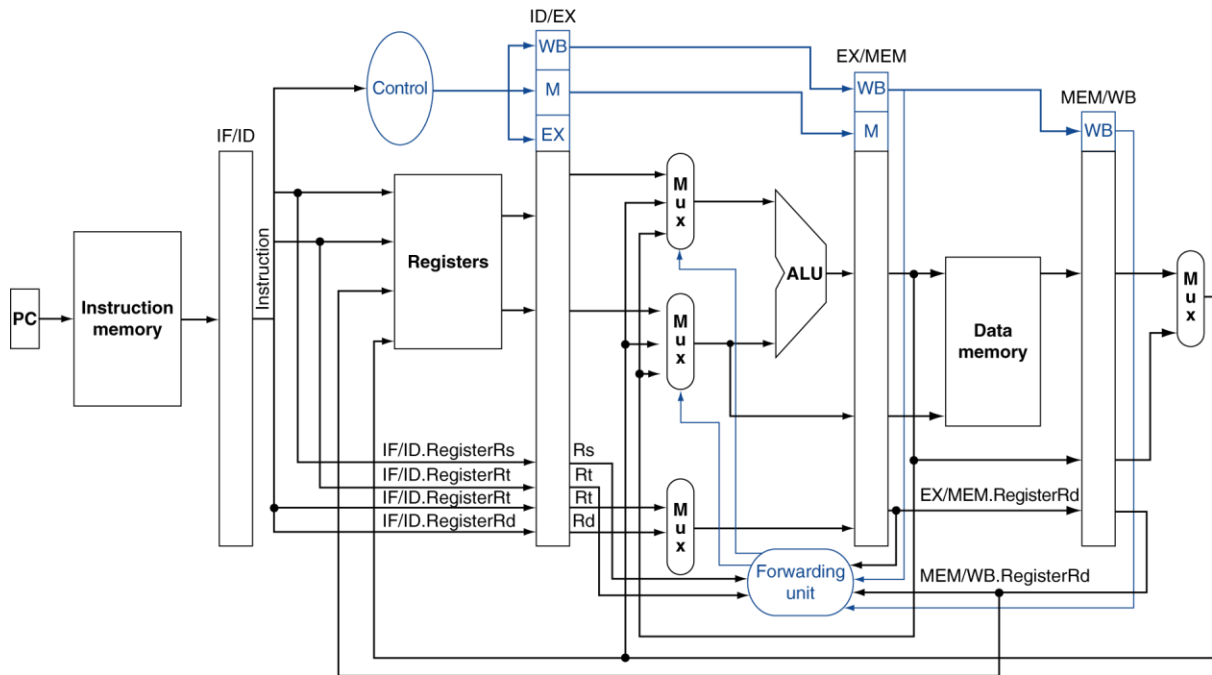 ID/EX
WB
EX/MEM
Control
M
WB
MEM/WB
IF/ID
EX
M
WB
M
u
x
Registers
Instruction
ALU
PC
Instruction
memory
M
u
x
Data
memory
M
u
x
IF/ID.RegisterRs
Rs
IF/ID.RegisterRt
Rt
IF/ID.RegisterRt
Rt
IF/ID.RegisterRd
Rd
M
u
x
EX/MEM.RegisterRd
Forwarding
unit
MEM/WB.RegisterRd